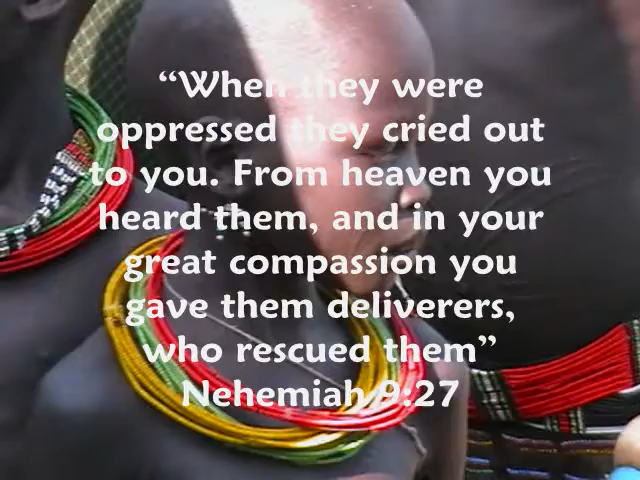 “When they were
oppressed they cried out
to you. From heaven you
heard them, and in your
great compassion you
gave them deliverers,
who rescued them”
Nehemiah 9:27